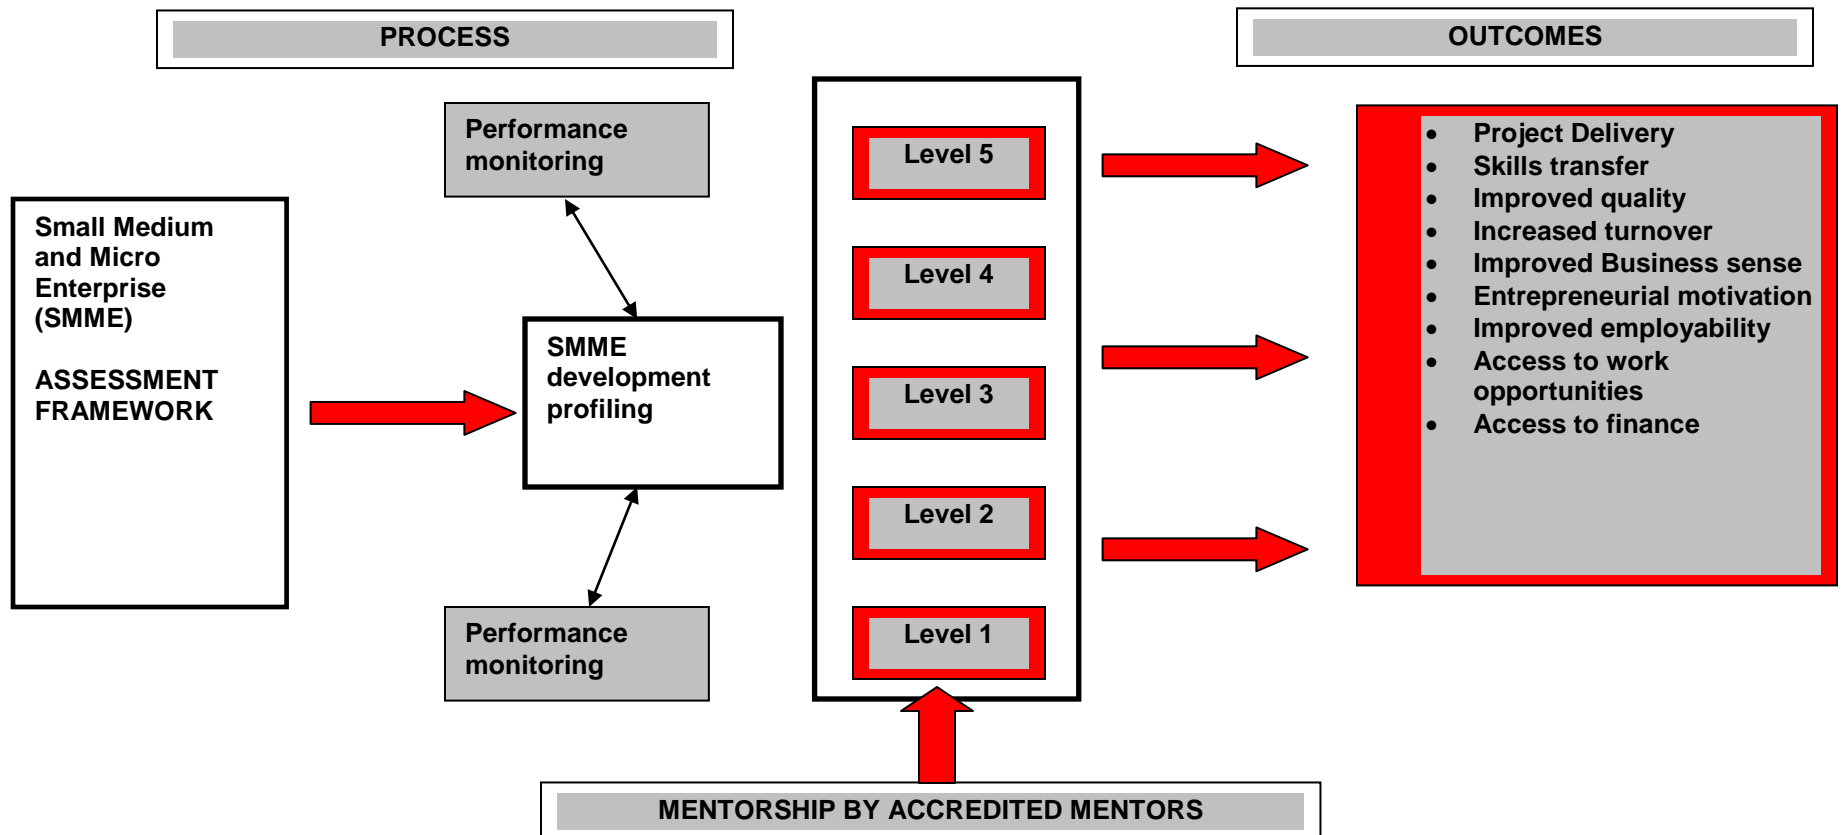 PROCESS
OUTCOMES
Performance
monitoring
Small Medium
and Micro
Enterprise
(SMME)
ASSESSMENT
FRAMEWORK
SMME
development
profiling
Performance
monitoring
Level 5
Level 4
Level 3
Level 2
Level 1
• Project Delivery
• Skills transfer
• Improved quality
• Increased turnover
• Improved Business sense
• Entrepreneurial motivation
• Improved employability
• Access to work
opportunities
• Access to finance
MENTORSHIP BY ACCREDITED MENTORS